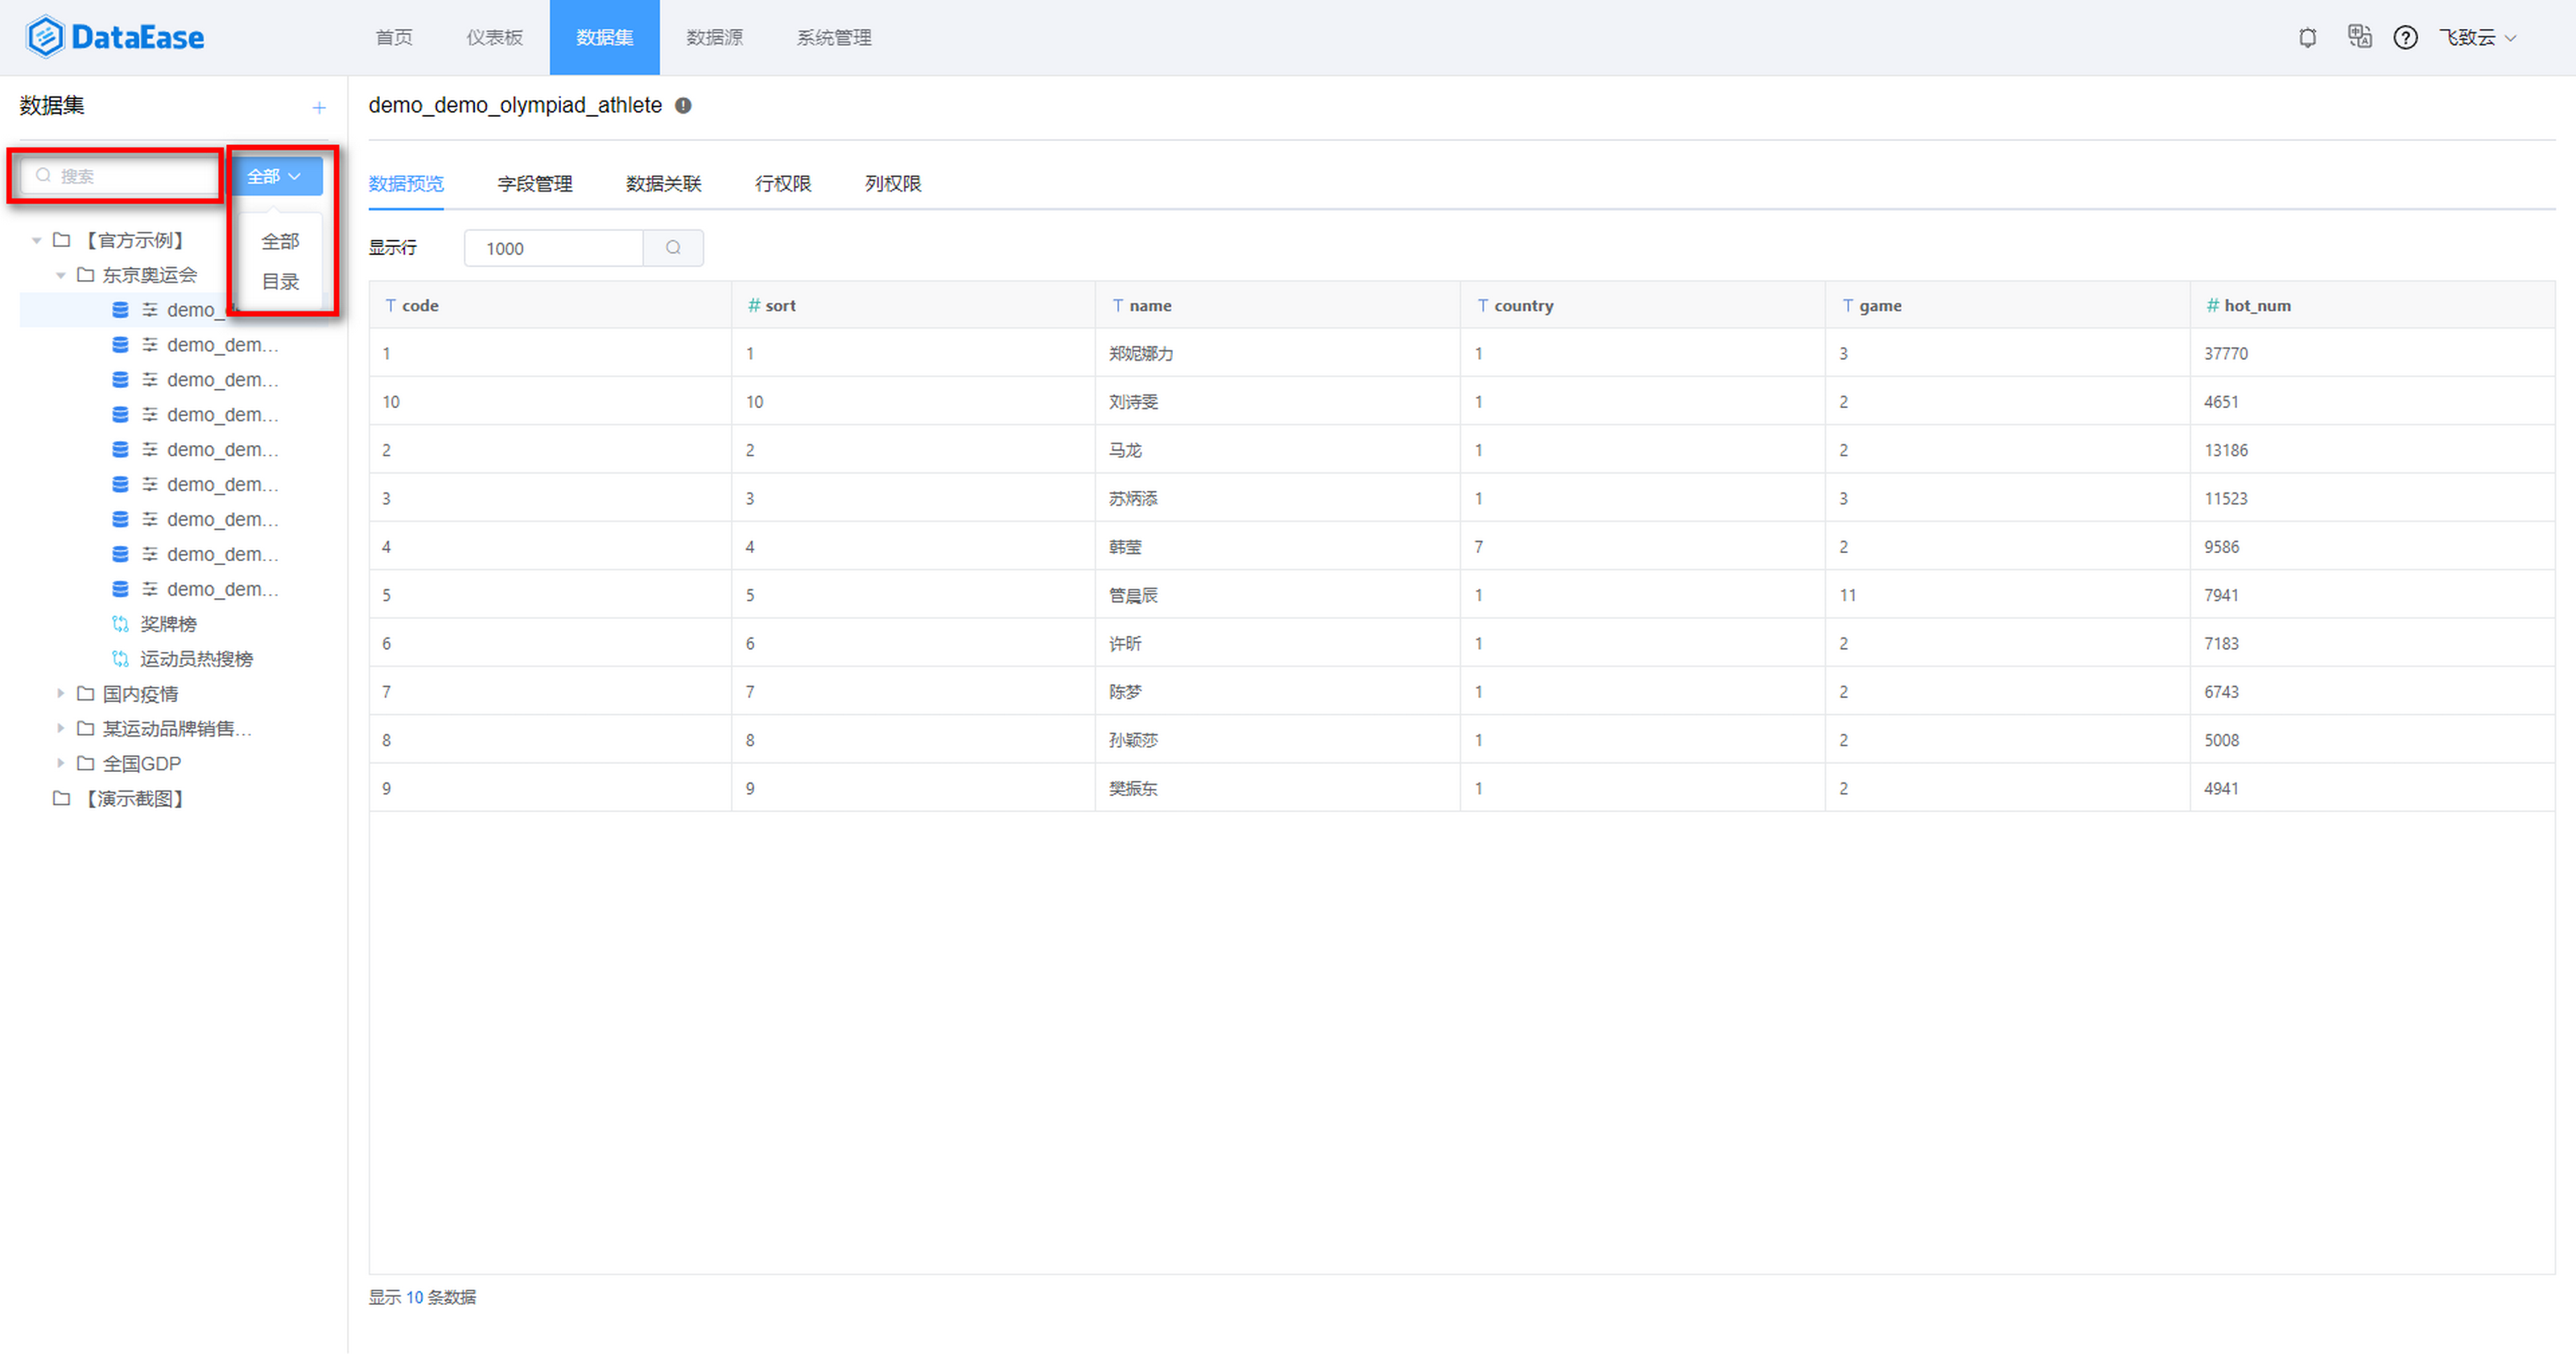 DataEase 首页 仪表板 数据集 数据源 系统管理 飞致云
数据集
搜索 全部
全部
目录
【官方示例】
东京奥运会
demo_
demo_dem...
demo_dem...
demo_dem...
demo_dem...
demo_dem...
demo_dem...
demo_dem...
demo_dem...
奖牌榜
运动员热搜榜
国内疫情
某运动品牌销售...
全国GDP
【演示截图】
demo_demo_olympiad_athlete
数据预览 字段管理 数据关联 行权限 列权限
显示行 1000
T code # sort T name T country T game # hot_num
1 1 郑妮娜力 1 3 37770
10 10 刘诗雯 1 2 4651
2 2 马龙 1 2 13186
3 3 苏炳添 1 3 11523
4 4 韩莹 7 2 9586
5 5 管晨辰 1 11 7941
6 6 许昕 1 2 7183
7 7 陈梦 1 2 6743
8 8 孙颖莎 1 2 5008
9 9 樊振东 1 2 4941
显示 10 条数据